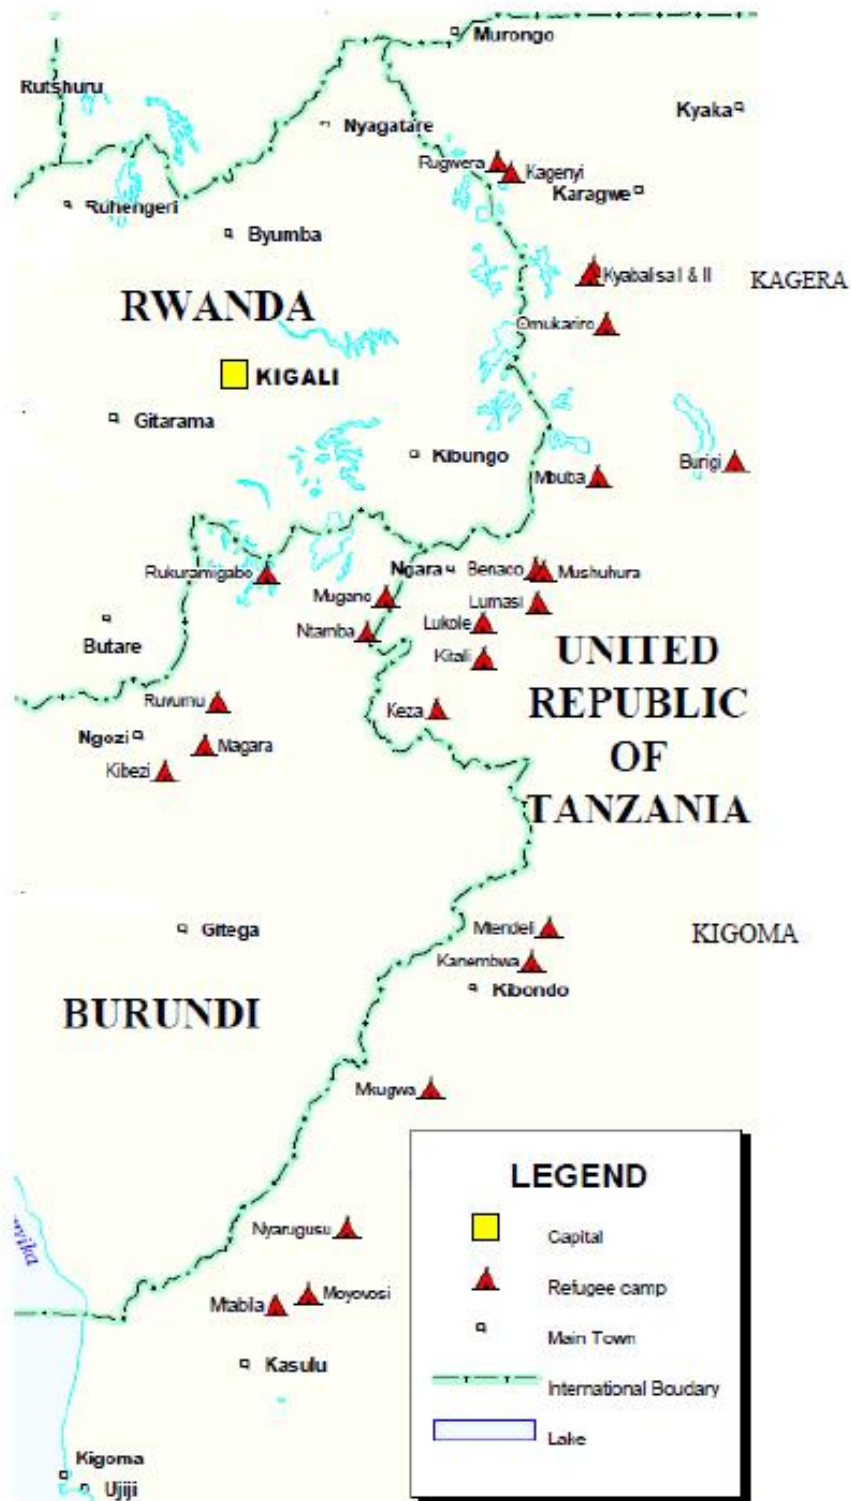 Murongo
Rutshuru
Kyaka
Nyagatare
Rugwera
Kagenyi
Karagwe
Ruhengeri
Byumba
Kyabalisa I & II
KAGERA
RWANDA
Omukariro
KIGALI
Gitarama
Kibungo
Burigi
Mbuba
Rukuramigabo
Ngara
Benaco
Mushuhura
Mugano
Lumasi
Lukole
Ntamba
Butare
Kitali
UNITED
REPUBLIC
OF
TANZANIA
Ruvumu
Keza
Ngozi
Magara
Kibezi
Gitega
Mtendeli
KIGOMA
Kanembwa
Kibondo
BURUNDI
Mkugwa
LEGEND
Capital
Refugee camp
Main Town
International Boudary
Lake
Nyarugusu
Moyovosi
Mtabila
Kasulu
Kigoma
Ujiji